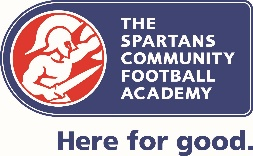 THE
SPARTANS
COMMUNITY
FOOTBALL
ACADEMY
Here for good.